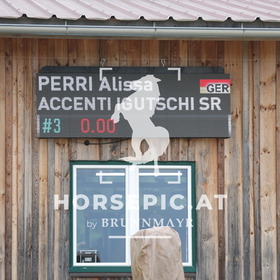 PERRI Alissa
GER
ACCENTI IGUTSCHI SR
#3 0.00
HORSEPIC.AT
by BRUNNMAYR